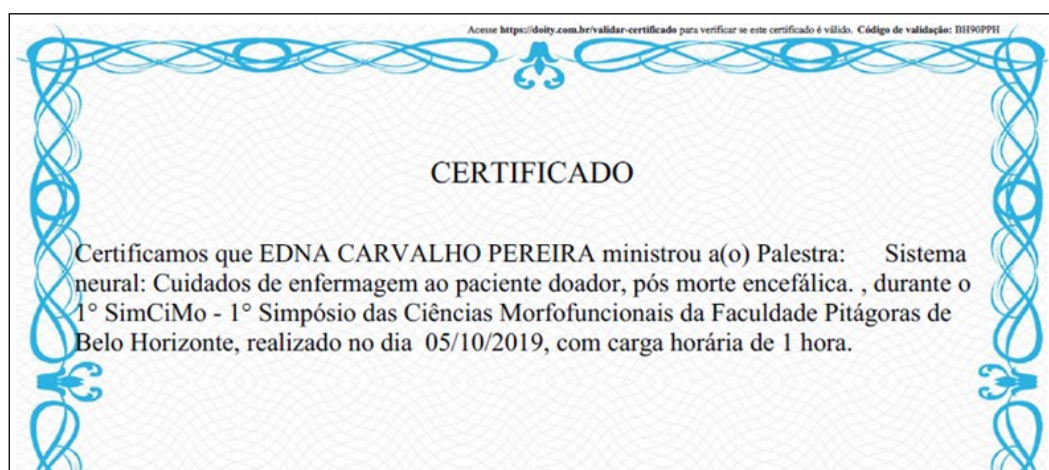 Acesse https://doity.com.br/validar-certificado para verificar se este certificado é válido. Código de validação: BH90PPH
CERTIFICADO
Certificamos que EDNA CARVALHO PEREIRA ministrou a(o) Palestra: Sistema
neural: Cuidados de enfermagem ao paciente doador, pós morte encefálica. , durante o
1° SimCiMo - 1° Simpósio das Ciências Morfofuncionais da Faculdade Pitágoras de
Belo Horizonte, realizado no dia 05/10/2019, com carga horária de 1 hora.